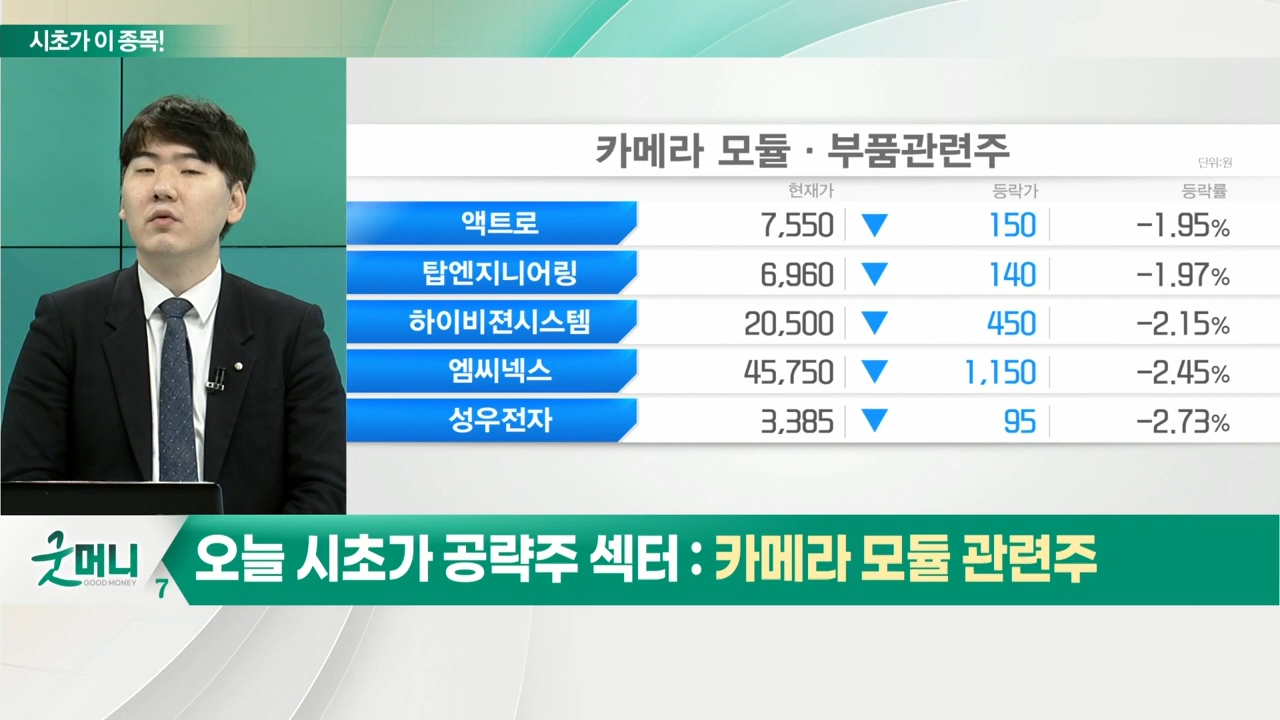 시초가 이 종목!
카메라 모듈 · 부품관련주
단위:원
현재가 등락가 등락률
액트로 7,550 ▼ 150 -1.95%
탑엔지니어링 6,960 ▼ 140 -1.97%
하이비젼시스템 20,500 ▼ 450 -2.15%
엠씨넥스 45,750 ▼ 1,150 -2.45%
성우전자 3,385 ▼ 95 -2.73%
굿머니
GOOD MONEY
7
오늘 시초가 공략주 섹터 : 카메라 모듈 관련주